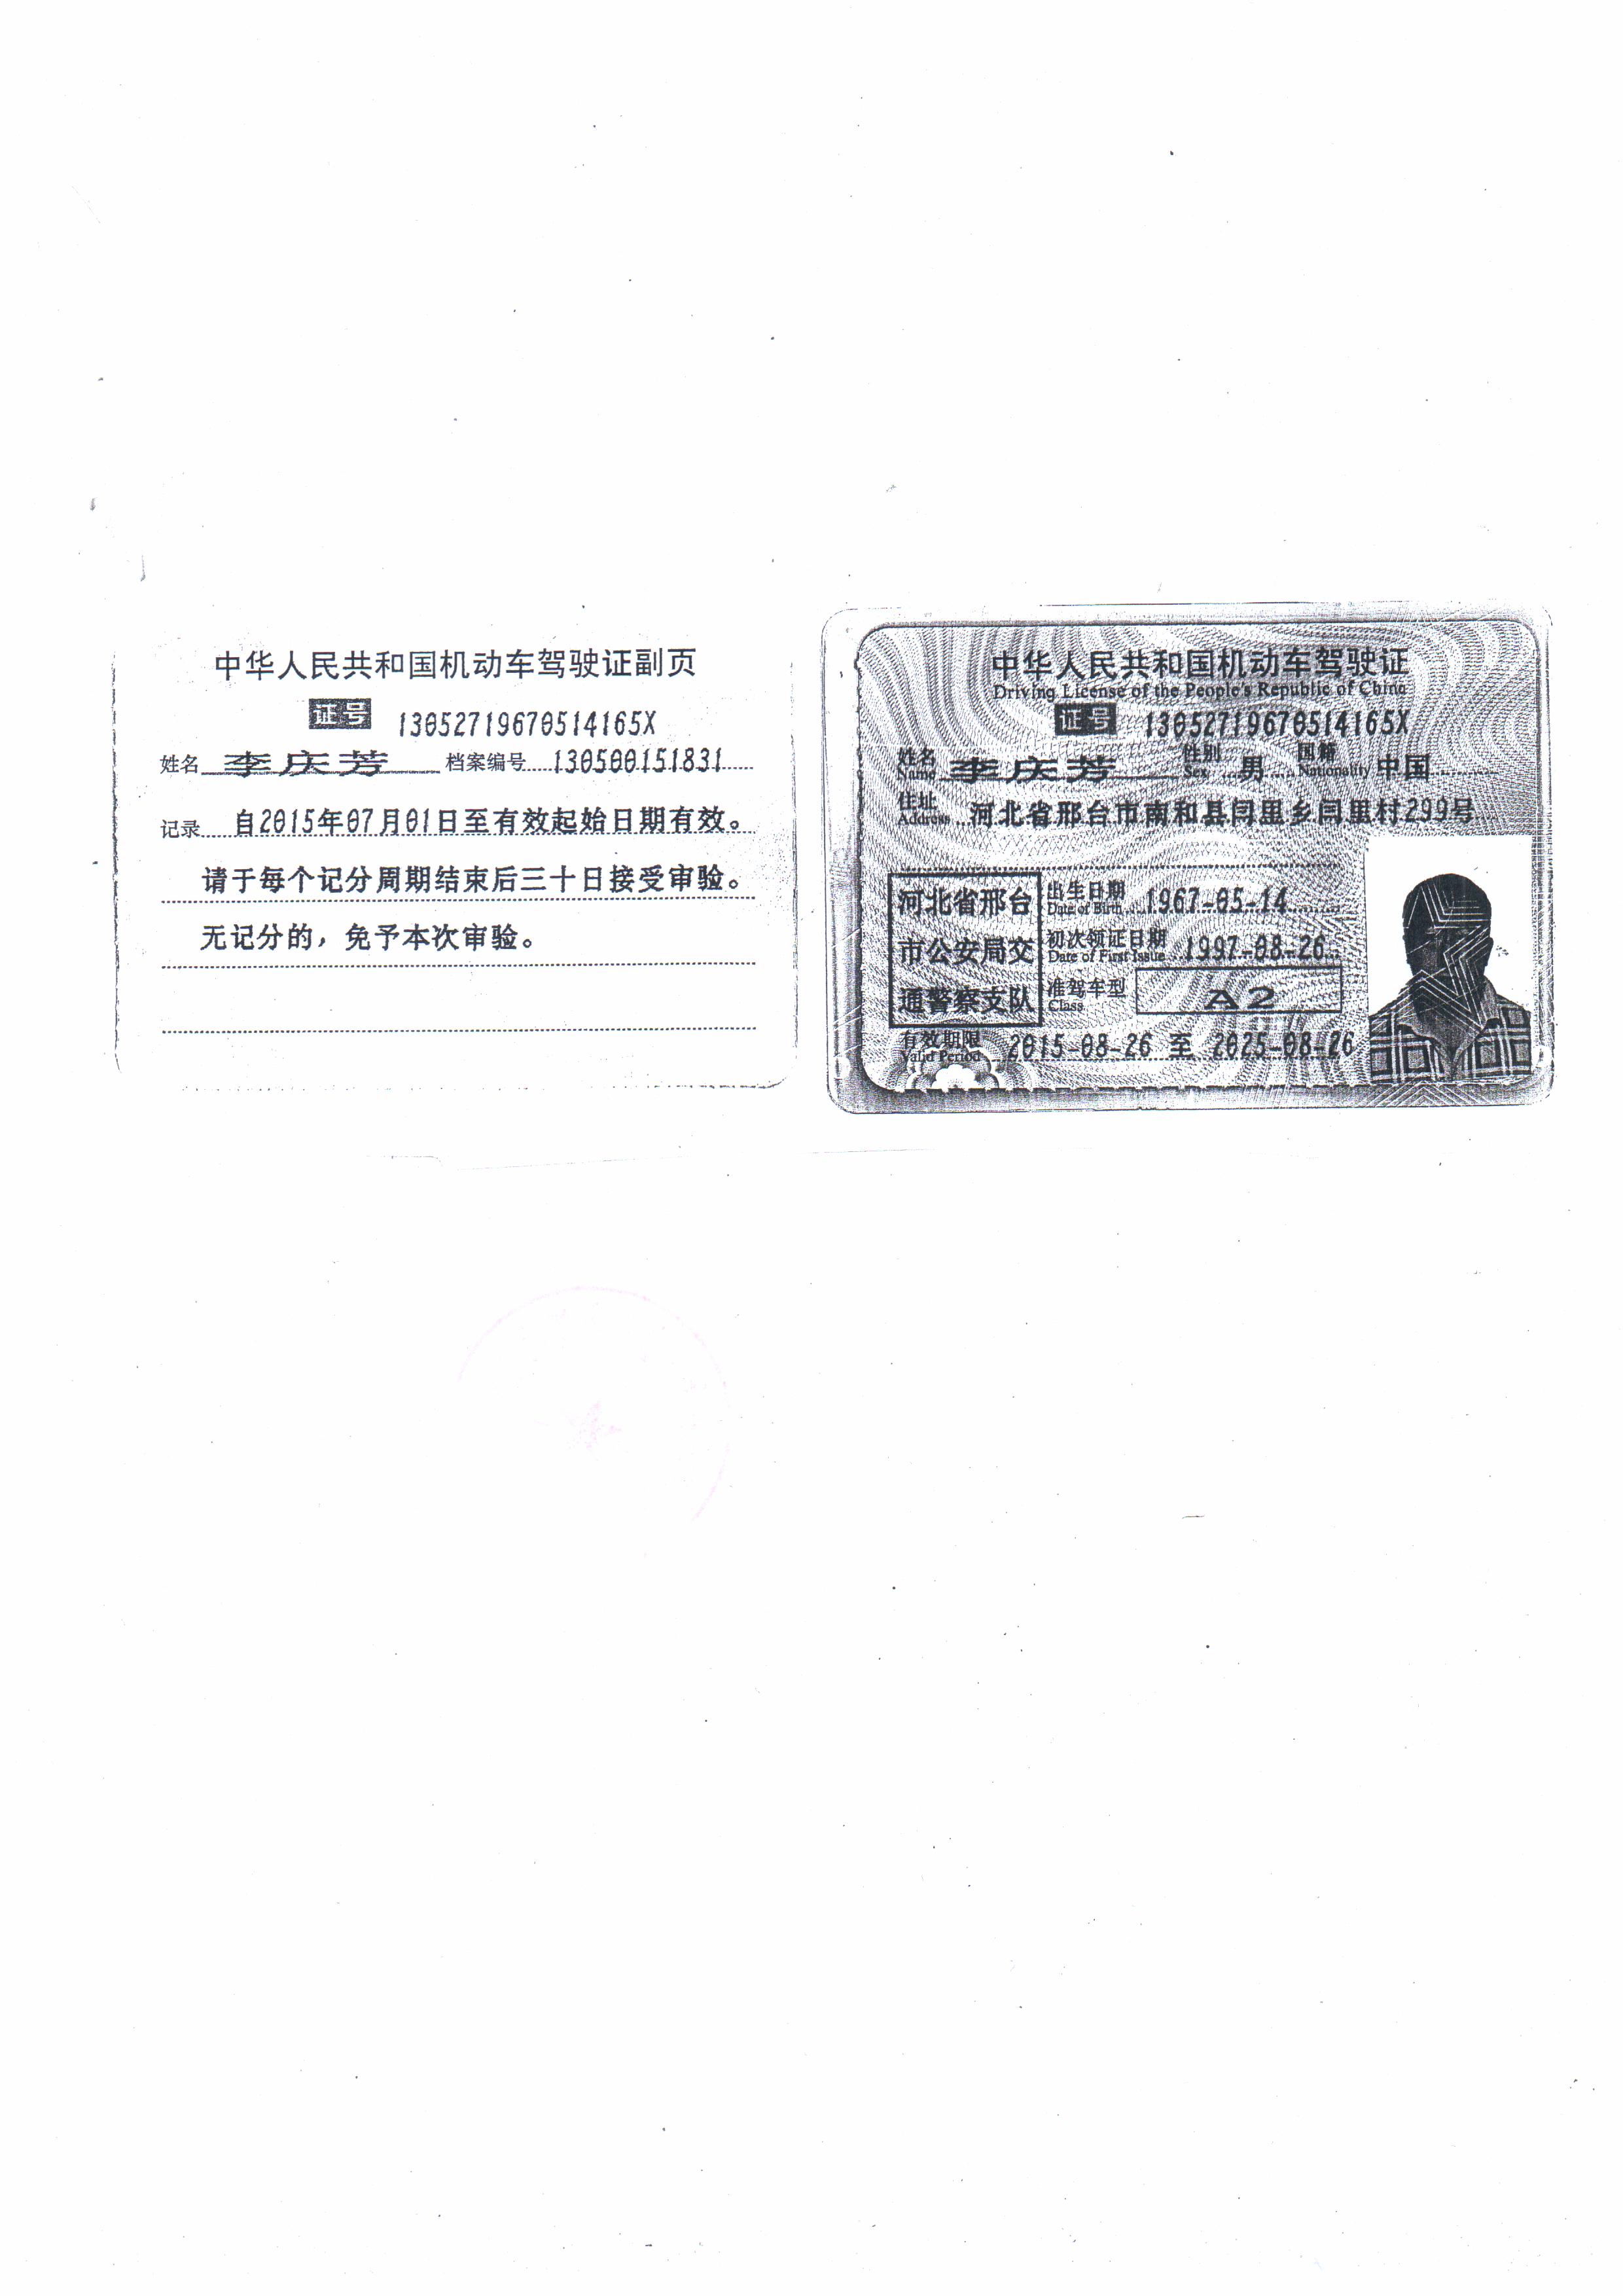 中华人民共和国机动车驾驶证副页
证号 13052719670514165X
姓名 李庆芳 档案编号 130500151831
记录 自2015年07月01日至有效起始日期有效。
请于每个记分周期结束后三十日接受审验。
无记分的，免予本次审验。
中华人民共和国机动车驾驶证
Driving License of the People's Republic of China
证号 13052719670514165X
姓名 李庆芳 性别 男 国籍 中国
Name Sex Nationality
住址 河北省邢台市南和县闫里乡闫里村299号
Address
河北省邢台
市公安局交
通警察支队
出生日期 1967-05-14
Date of Birth
初次领证日期 1997-08-26
Date of First Issue
准驾车型 A2
Class
有效期限 2015-08-26 至 2025-08-26
Valid Period